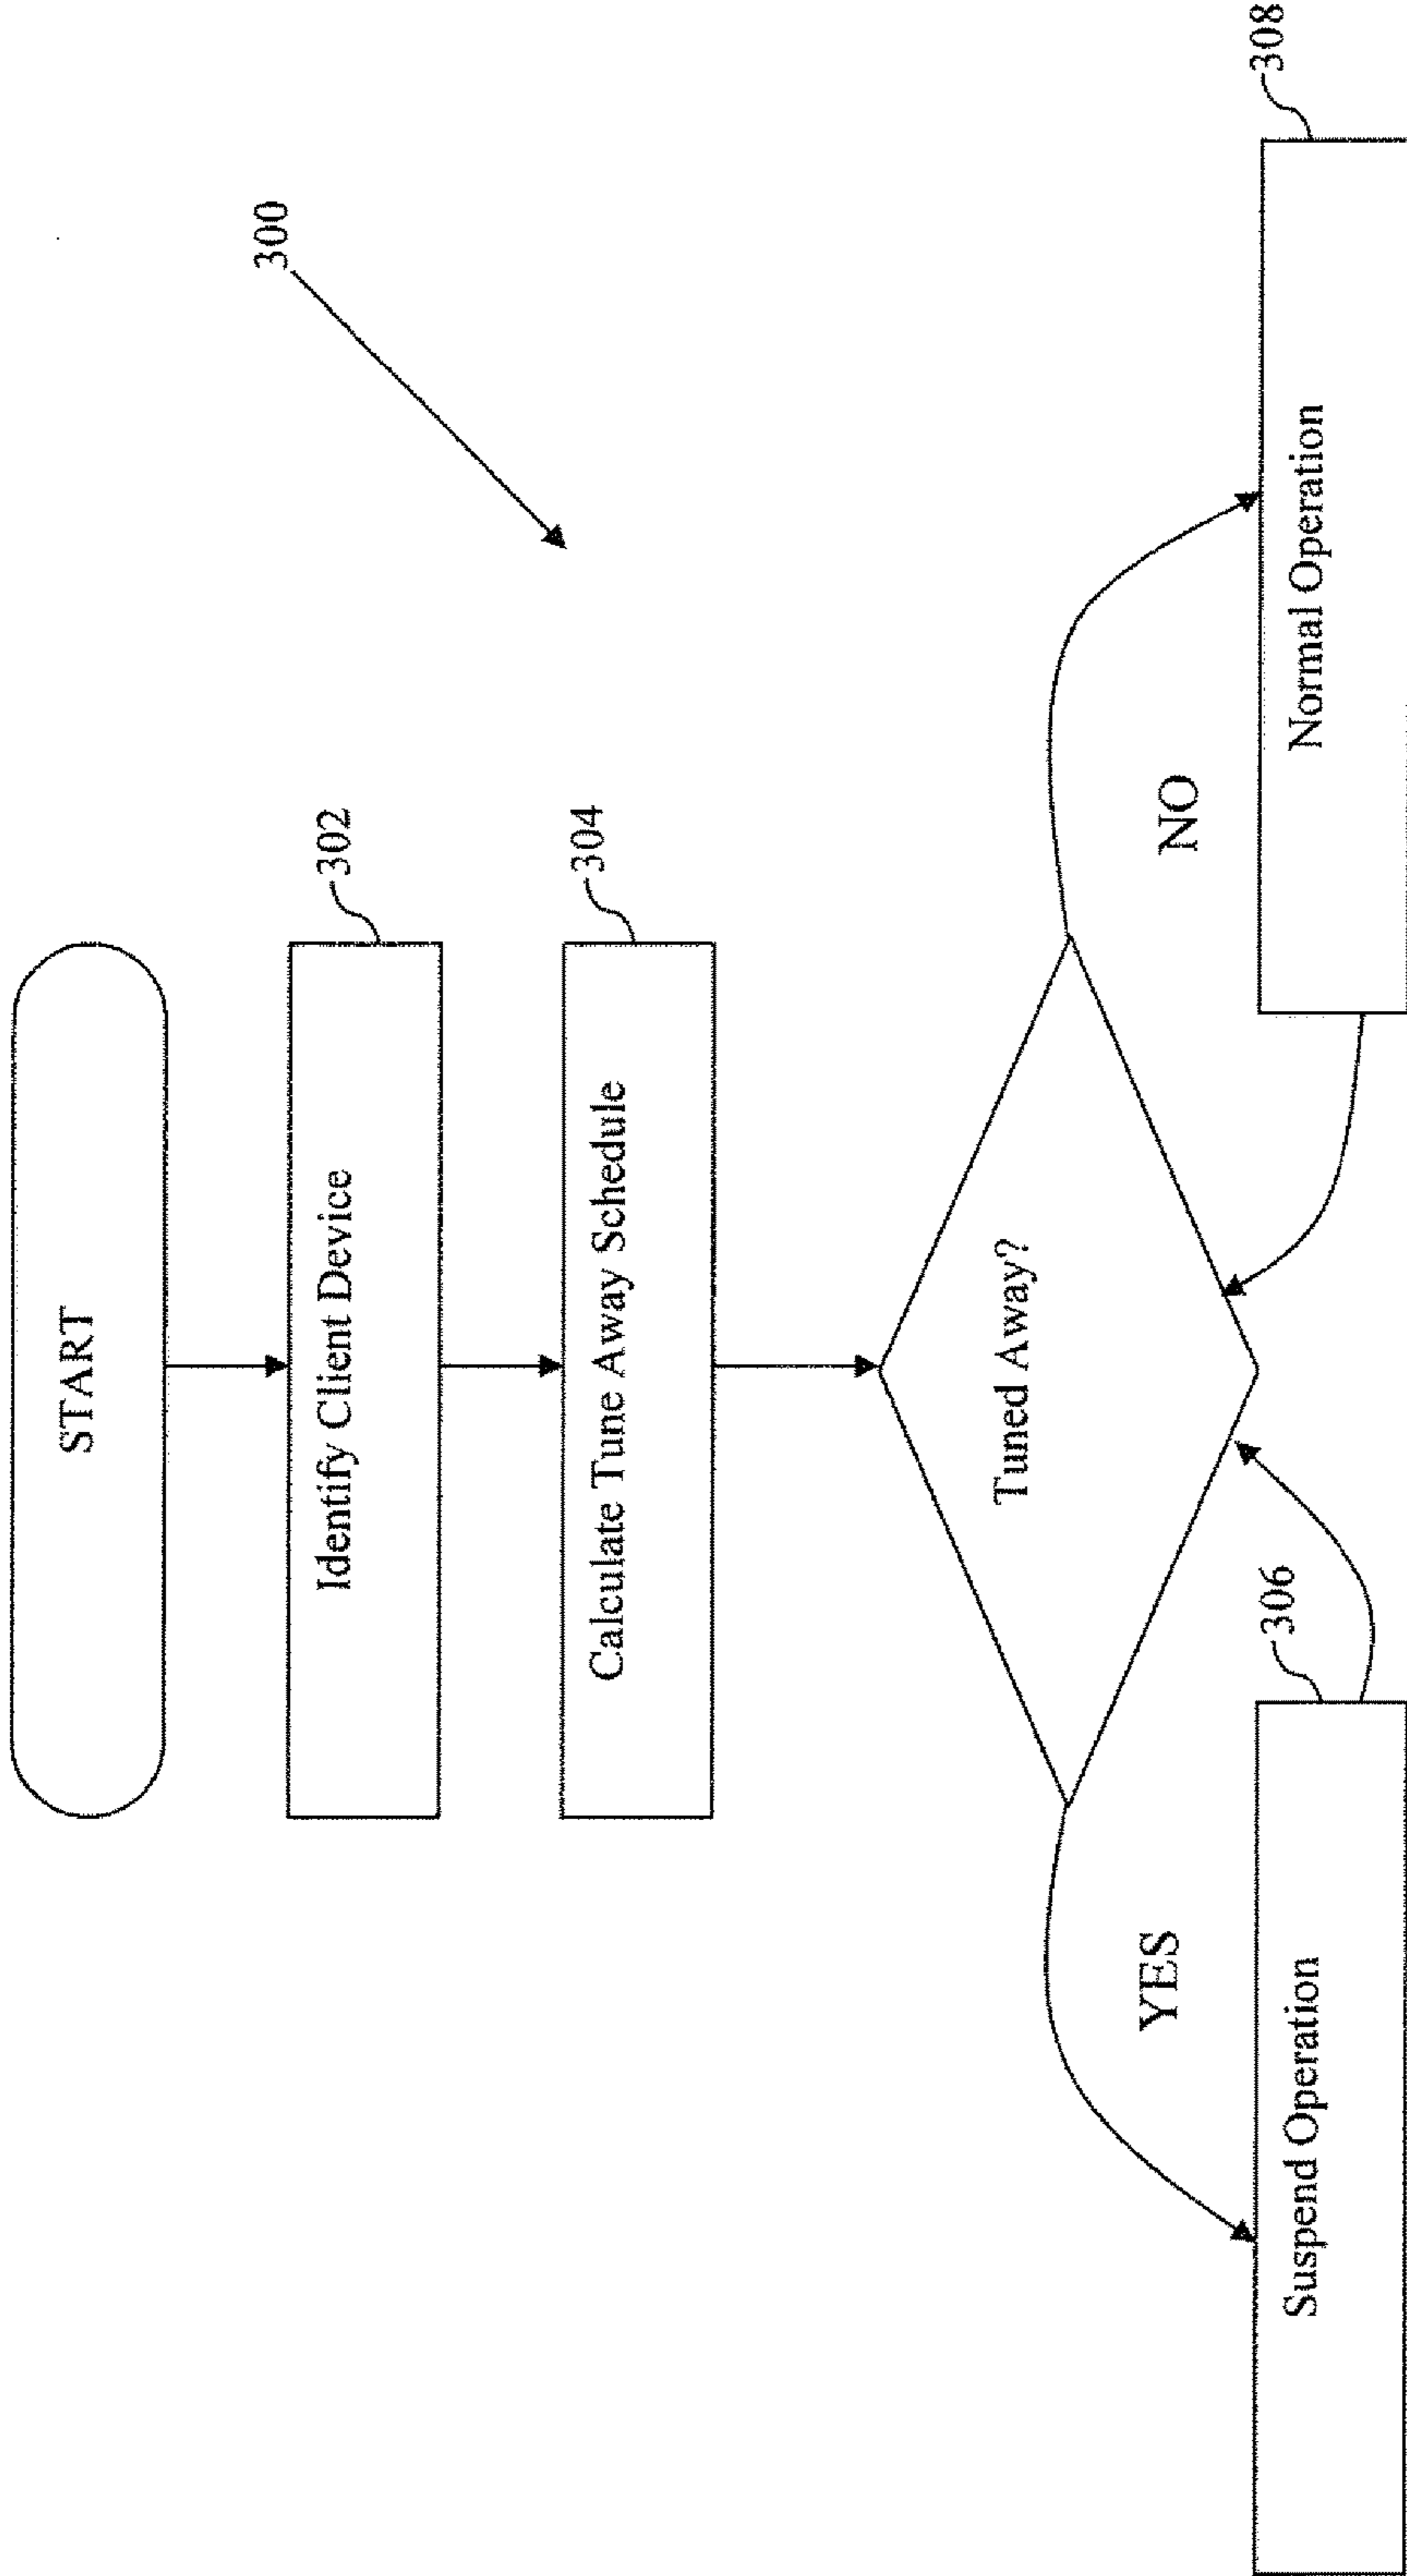 START
300
Identify Client Device
302
Calculate Tune Away Schedule
304
Tuned Away?
YES
NO
Suspend Operation
306
Normal Operation
308